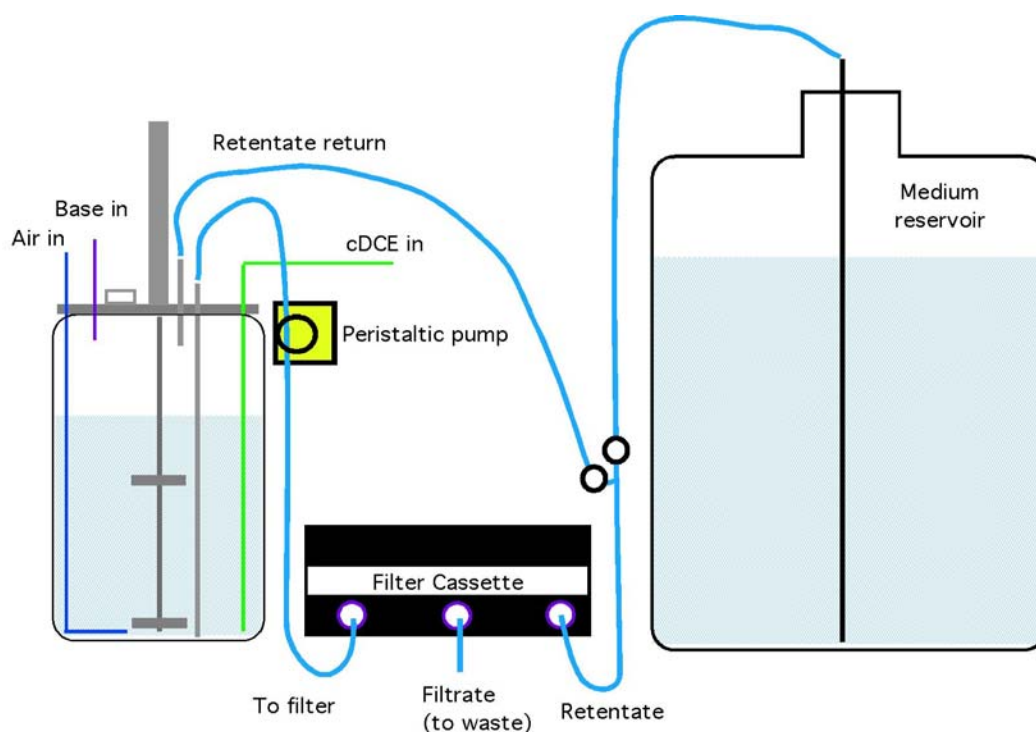 Retentate return
Medium
reservoir
Base in
Air in
cDCE in
Peristaltic pump
Filter Cassette
To filter
Filtrate
(to waste)
Retentate